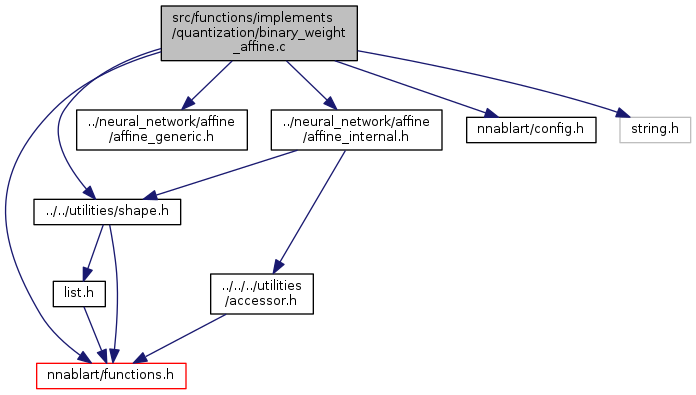 src/functions/implements
/quantization/binary_weight
_affine.c
../neural_network/affine
/affine_generic.h
../neural_network/affine
/affine_internal.h
nnablart/config.h
string.h
../../utilities/shape.h
list.h
../../../utilities
/accessor.h
nnablart/functions.h